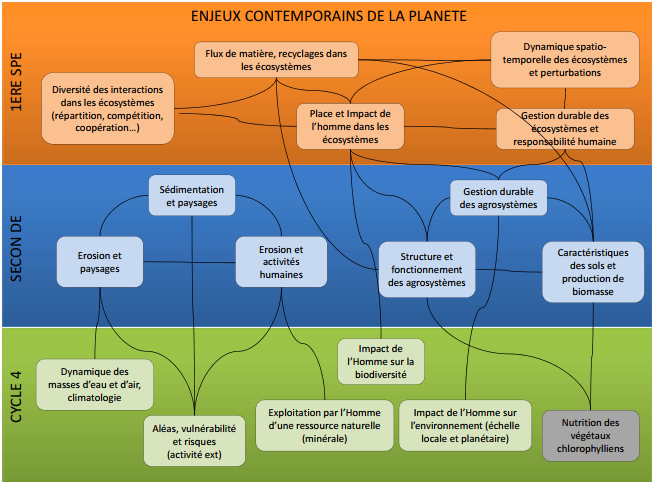 ENJEUX CONTEMPORAINS DE LA PLANETE
1ERE SPE
Flux de matière, recyclages dans
les écosystèmes
Dynamique spatio-
temporelle des écosystèmes
et perturbations
Diversité des interactions
dans les écosystèmes
(répartition, compétition,
coopération…)
Place et Impact de
l’homme dans les
écosystèmes
Gestion durable des
écosystèmes et
responsabilité humaine
SECON DE
Sédimentation
et paysages
Gestion durable
des agrosystèmes
Erosion et
paysages
Erosion et
activités
humaines
Structure et
fonctionnement
des agrosystèmes
Caractéristiques
des sols et
production de
biomasse
CYCLE 4
Impact de
l’Homme sur la
biodiversité
Dynamique des
masses d’eau et d’air,
climatologie
Aléas, vulnérabilité
et risques
(activité ext)
Exploitation par l’Homme
d’une ressource naturelle
(minérale)
Impact de l’Homme sur
l’environnement (échelle
locale et planétaire)
Nutrition des
végétaux
chlorophylliens